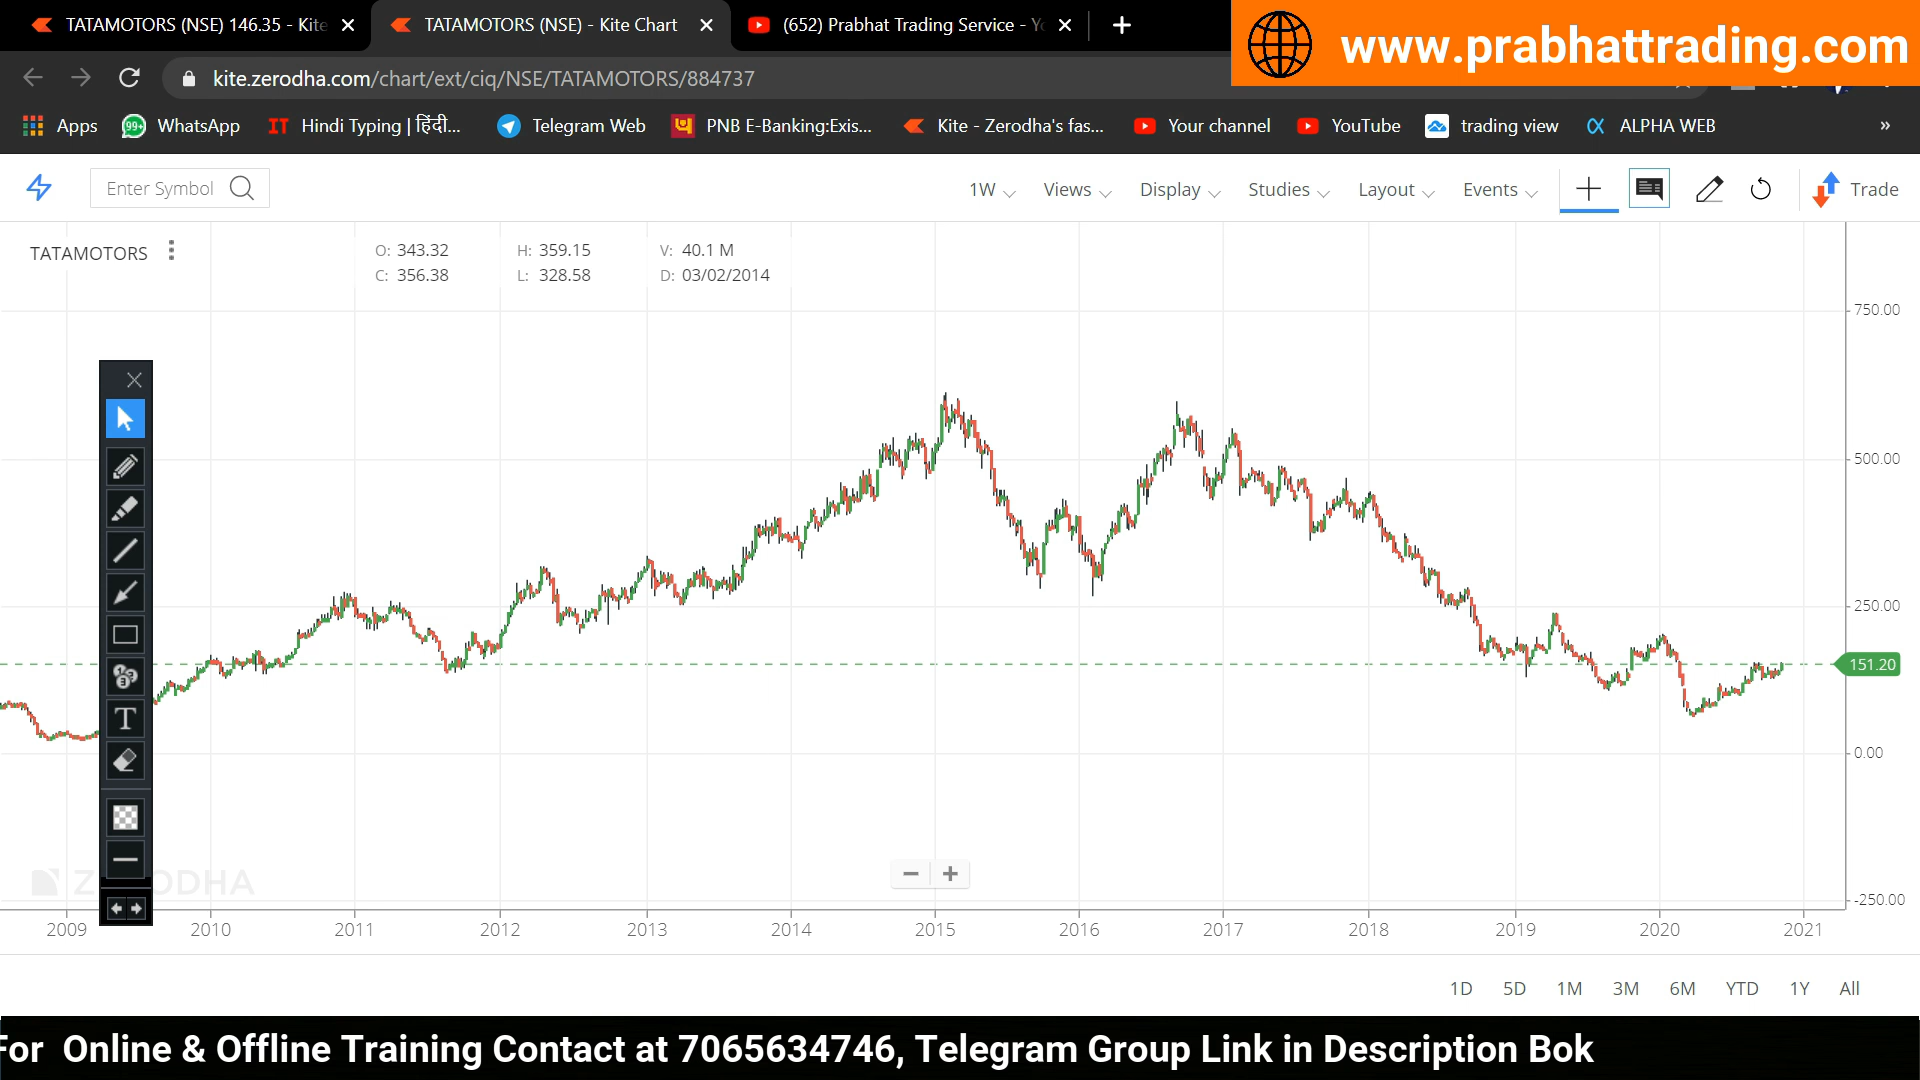 TATAMOTORS (NSE) 146.35 - Kite
TATAMOTORS (NSE) - Kite Chart
(652) Prabhat Trading Service - Yo
www.prabhattrading.com
kite.zerodha.com/chart/ext/ciq/NSE/TATAMOTORS/884737
Apps
99+
WhatsApp
IT
Hindi Typing | हिंदी...
Telegram Web
PNB E-Banking:Exis...
Kite - Zerodha's fas...
Your channel
YouTube
trading view
ALPHA WEB
»
Enter Symbol
1W
Views
Display
Studies
Layout
Events
Trade
TATAMOTORS
O: 343.32
H: 359.15
V: 40.1 M
C: 356.38
L: 328.58
D: 03/02/2014
750.00
500.00
250.00
151.20
0.00
-250.00
T
ZERODHA
2009
2010
2011
2012
2013
2014
2015
2016
2017
2018
2019
2020
2021
1D
5D
1M
3M
6M
YTD
1Y
All
For Online & Offline Training Contact at 7065634746, Telegram Group Link in Description Bok